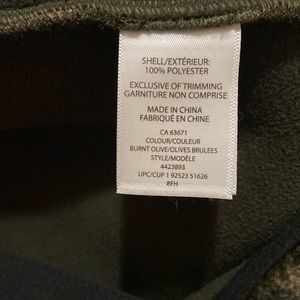 SHELL/EXTÉRIEUR:
100% POLYESTER
EXCLUSIVE OF TRIMMING
GARNITURE NON COMPRISE
MADE IN CHINA
FABRIQUÉ EN CHINE
CA 63671
COLOUR/COULEUR
BURNT OLIVE/OLIVES BRULEES
STYLE/MODÈLE
4423893
UPC/CUP 1 92523 51626
8FH